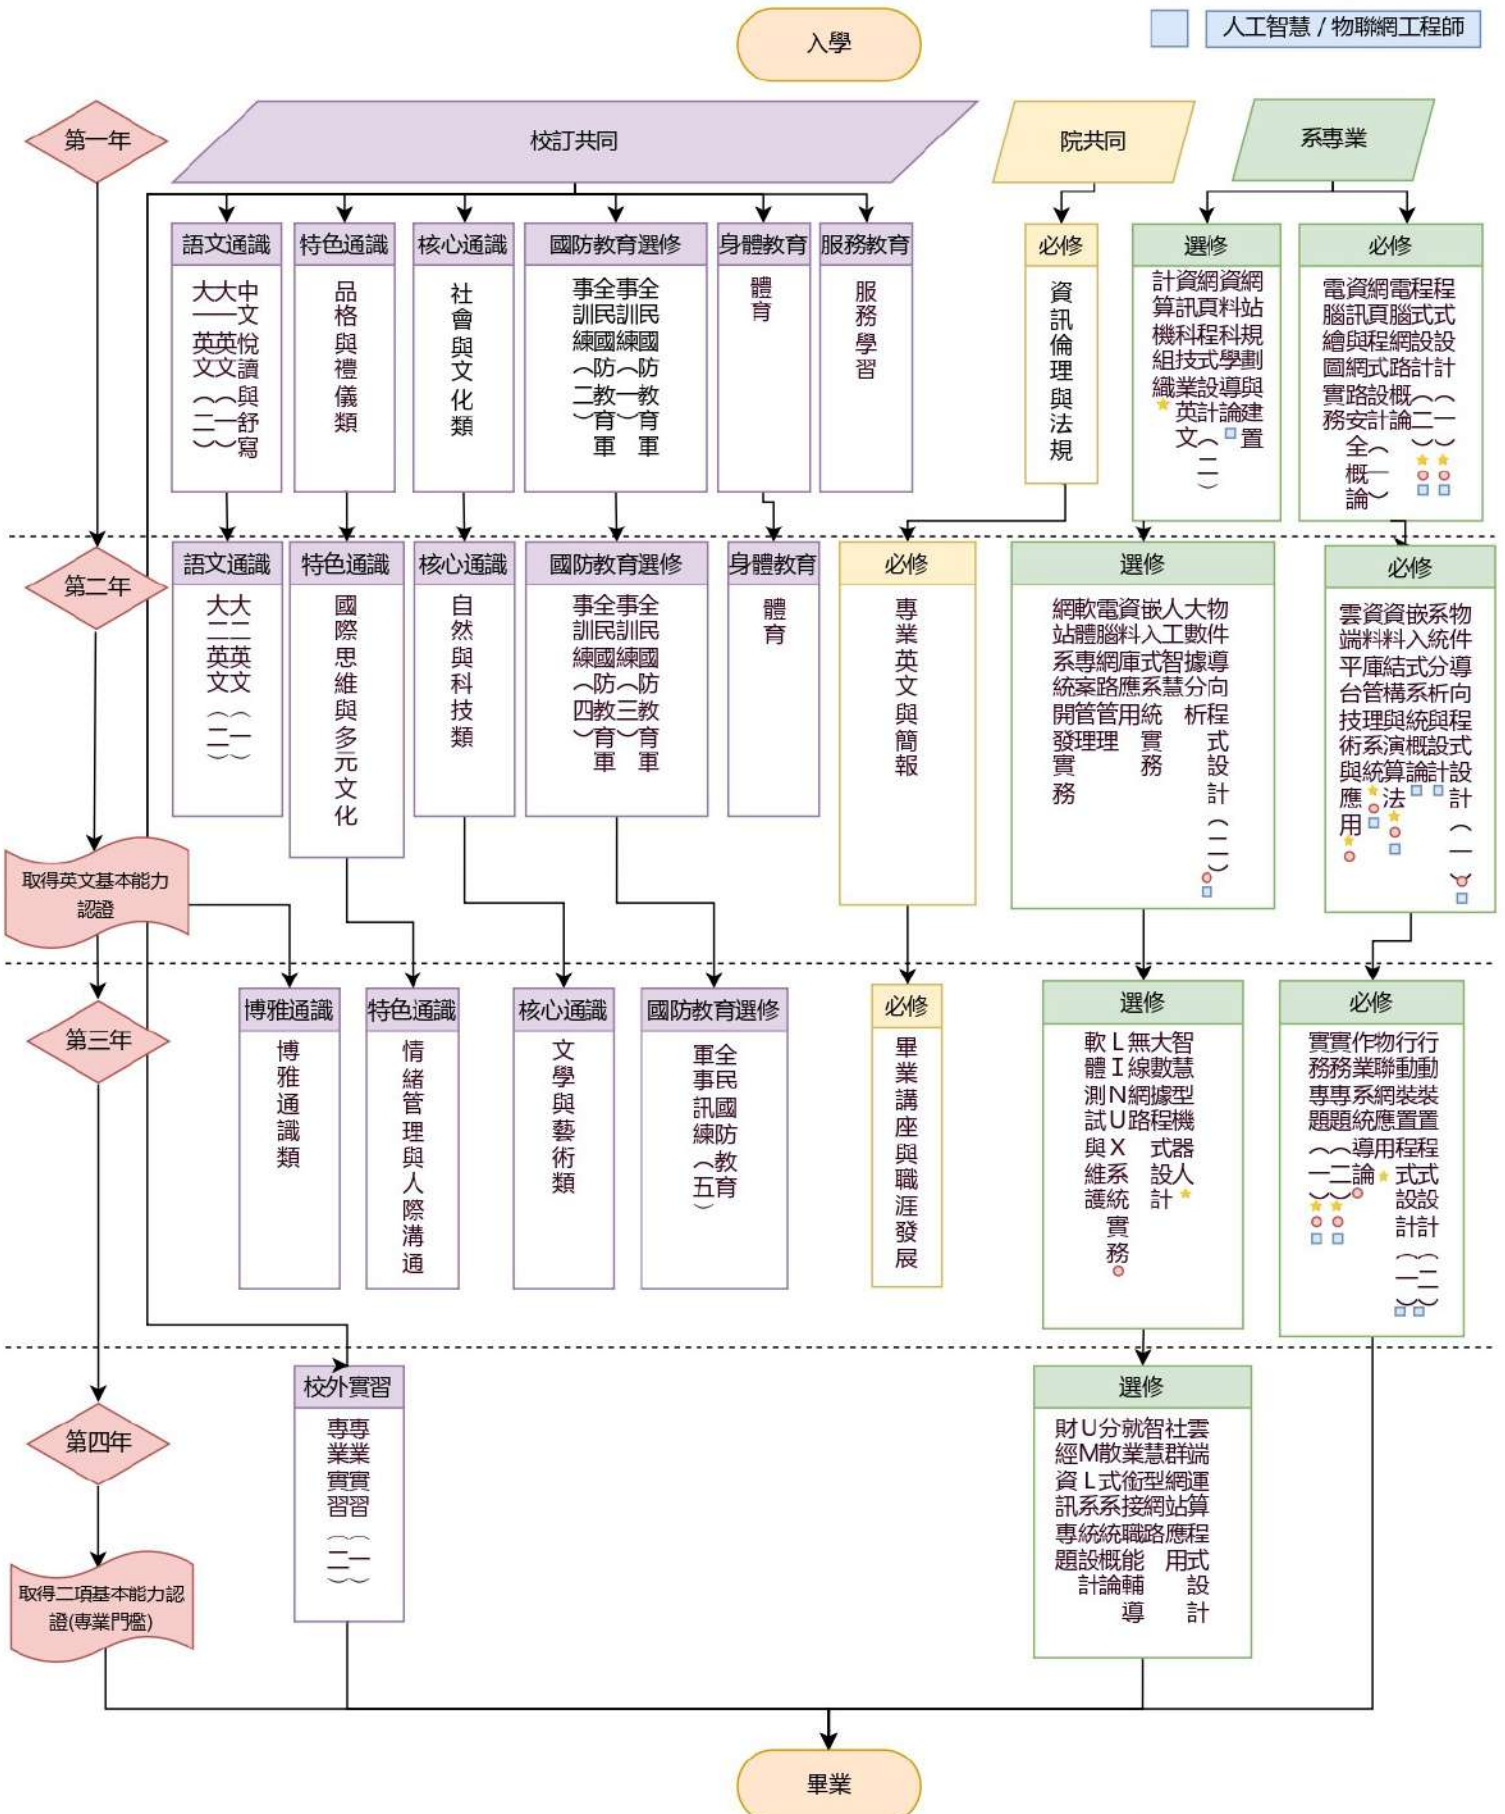 入學
人工智慧 / 物聯網工程師
第一年
校訂共同
院共同
系專業
語文通識
中文悅讀與舒寫
大一英文(一)
大一英文(二)
特色通識
品格與禮儀類
核心通識
社會與文化類
國防教育選修
全民國防教育軍
事訓練(一)
全民國防教育軍
事訓練(二)
身體教育
體育
服務教育
服務學習
必修
資訊倫理與法規
選修
網站規劃與建置
資料科學導論
網頁程式設計(二)
資訊科技業英文
計算機組織
必修
程式設計(一)
程式設計(二)
電腦網路概論
網頁程式設計(一)
資訊與網路安全概論
電腦繪圖實務
第二年
語文通識
大二英文(一)
大二英文(二)
特色通識
國際思維與多元文化
核心通識
自然與科技類
國防教育選修
全民國防教育軍
事訓練(三)
全民國防教育軍
事訓練(四)
身體教育
體育
必修
專業英文與簡報
選修
物件導向程式設計(二)
大數據分析
人工智慧
嵌入式系統實務
資料庫應用
電腦網路管理
軟體專案管理
網站系統開發實務
必修
物件導向程式設計(一)
系統分析與設計
嵌入式系統概論
資料結構與演算法
資料庫管理系統
雲端平台技術與應用
取得英文基本能力
認證
第三年
博雅通識
博雅通識類
特色通識
情緒管理與人際溝通
核心通識
文學與藝術類
國防教育選修
全民國防教育
軍事訊練(五)
必修
畢業講座與職涯發展
選修
智慧型機器人
大數據程式設計
無線網路
LINUX系統實務
軟體測試與維護
必修
行動裝置程式設計(二)
行動裝置程式設計(一)
物聯網應用
作業系統導論
實務專題(二)
實務專題(一)
第四年
校外實習
專業實習(一)
專業實習(二)
選修
雲端運算程式設計
社群網站應用
智慧型網路
就業銜接職能輔導
分散式系統概論
UML系統設計
財經資訊專題
取得二項基本能力認
證(專業門檻)
畢業